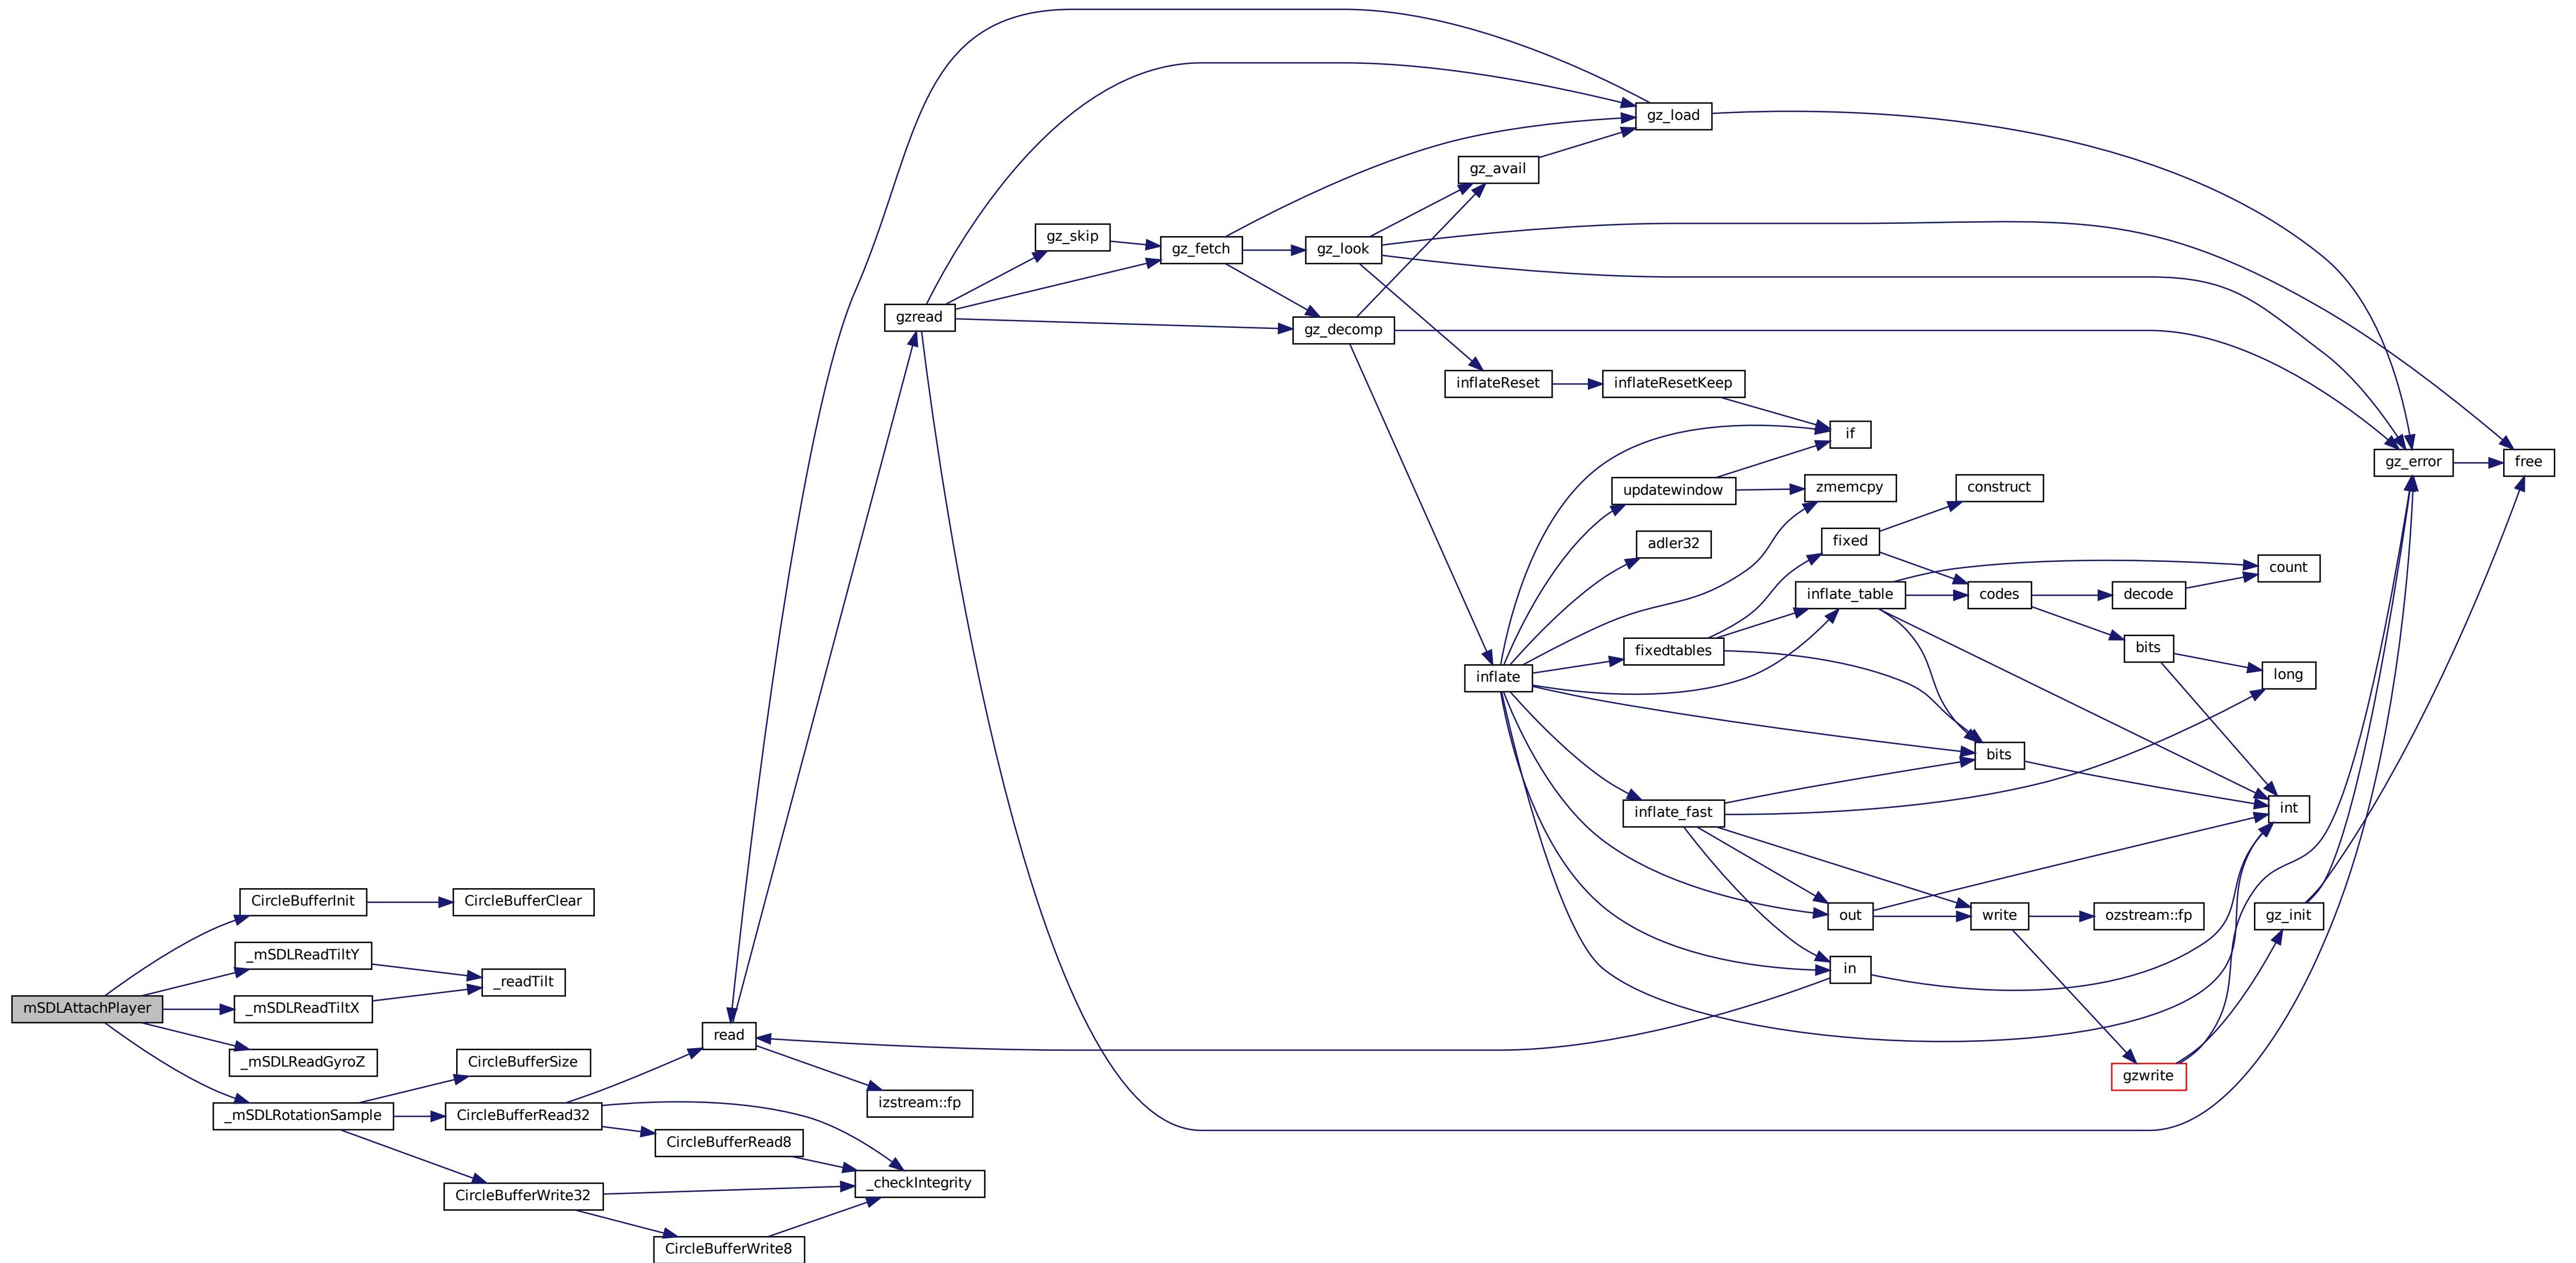 gz_load
gz_avail
gz_skip
gz_fetch
gz_look
gzread
gz_decomp
inflateReset
inflateResetKeep
if
gz_error
free
updatewindow
zmemcpy
construct
adler32
fixed
count
inflate_table
codes
decode
fixedtables
bits
inflate
long
bits
inflate_fast
int
CircleBufferInit
CircleBufferClear
out
write
ozstream::fp
gz_init
_mSDLReadTiltY
in
_readTilt
mSDLAttachPlayer
_mSDLReadTiltX
read
_mSDLReadGyroZ
CircleBufferSize
gzwrite
izstream::fp
_mSDLRotationSample
CircleBufferRead32
CircleBufferRead8
_checkIntegrity
CircleBufferWrite32
CircleBufferWrite8